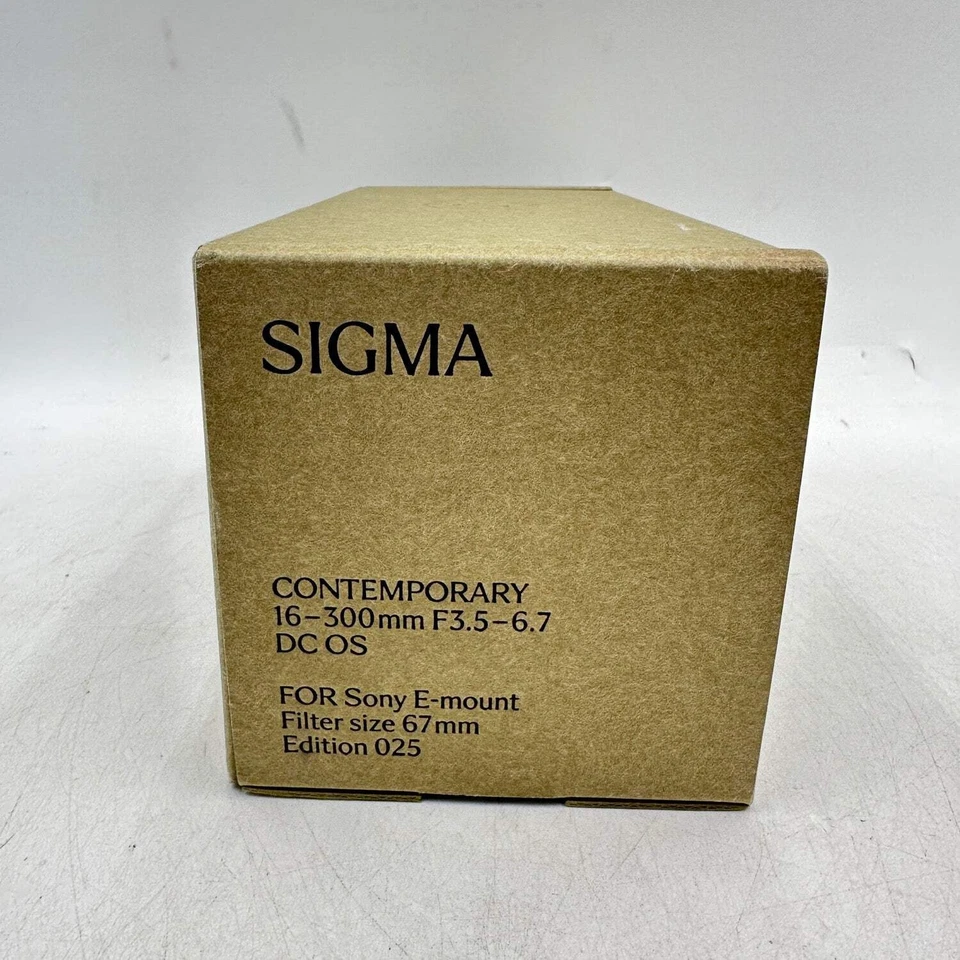 SIGMA
CONTEMPORARY
16–300mm F3.5–6.7
DC OS
FOR Sony E-mount
Filter size 67mm
Edition 025